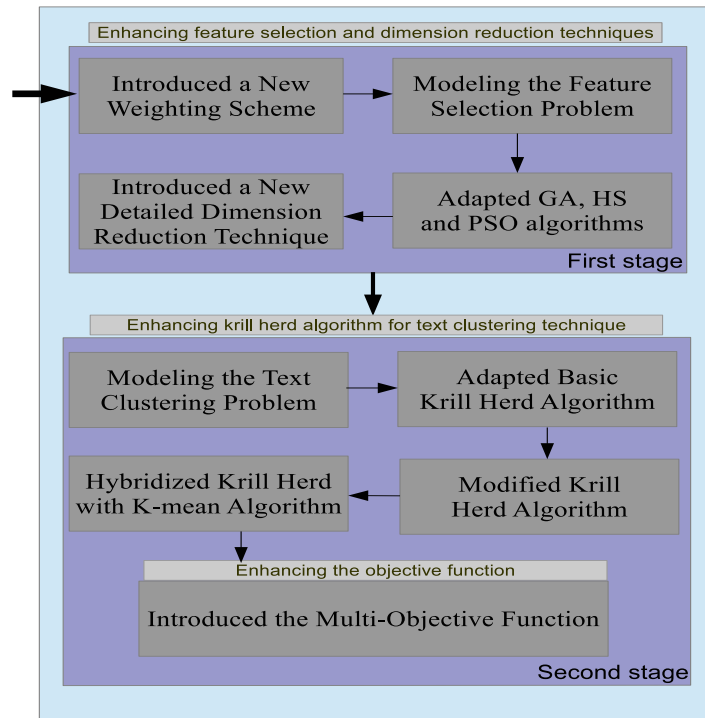 Enhancing feature selection and dimension reduction techniques
Introduced a New
Weighting Scheme
Modeling the Feature
Selection Problem
Adapted GA, HS
and PSO algorithms
Introduced a New
Detailed Dimension
Reduction Technique
First stage
Enhancing krill herd algorithm for text clustering technique
Modeling the Text
Clustering Problem
Adapted Basic
Krill Herd Algorithm
Modified Krill
Herd Algorithm
Hybridized Krill Herd
with K-mean Algorithm
Enhancing the objective function
Introduced the Multi-Objective Function
Second stage